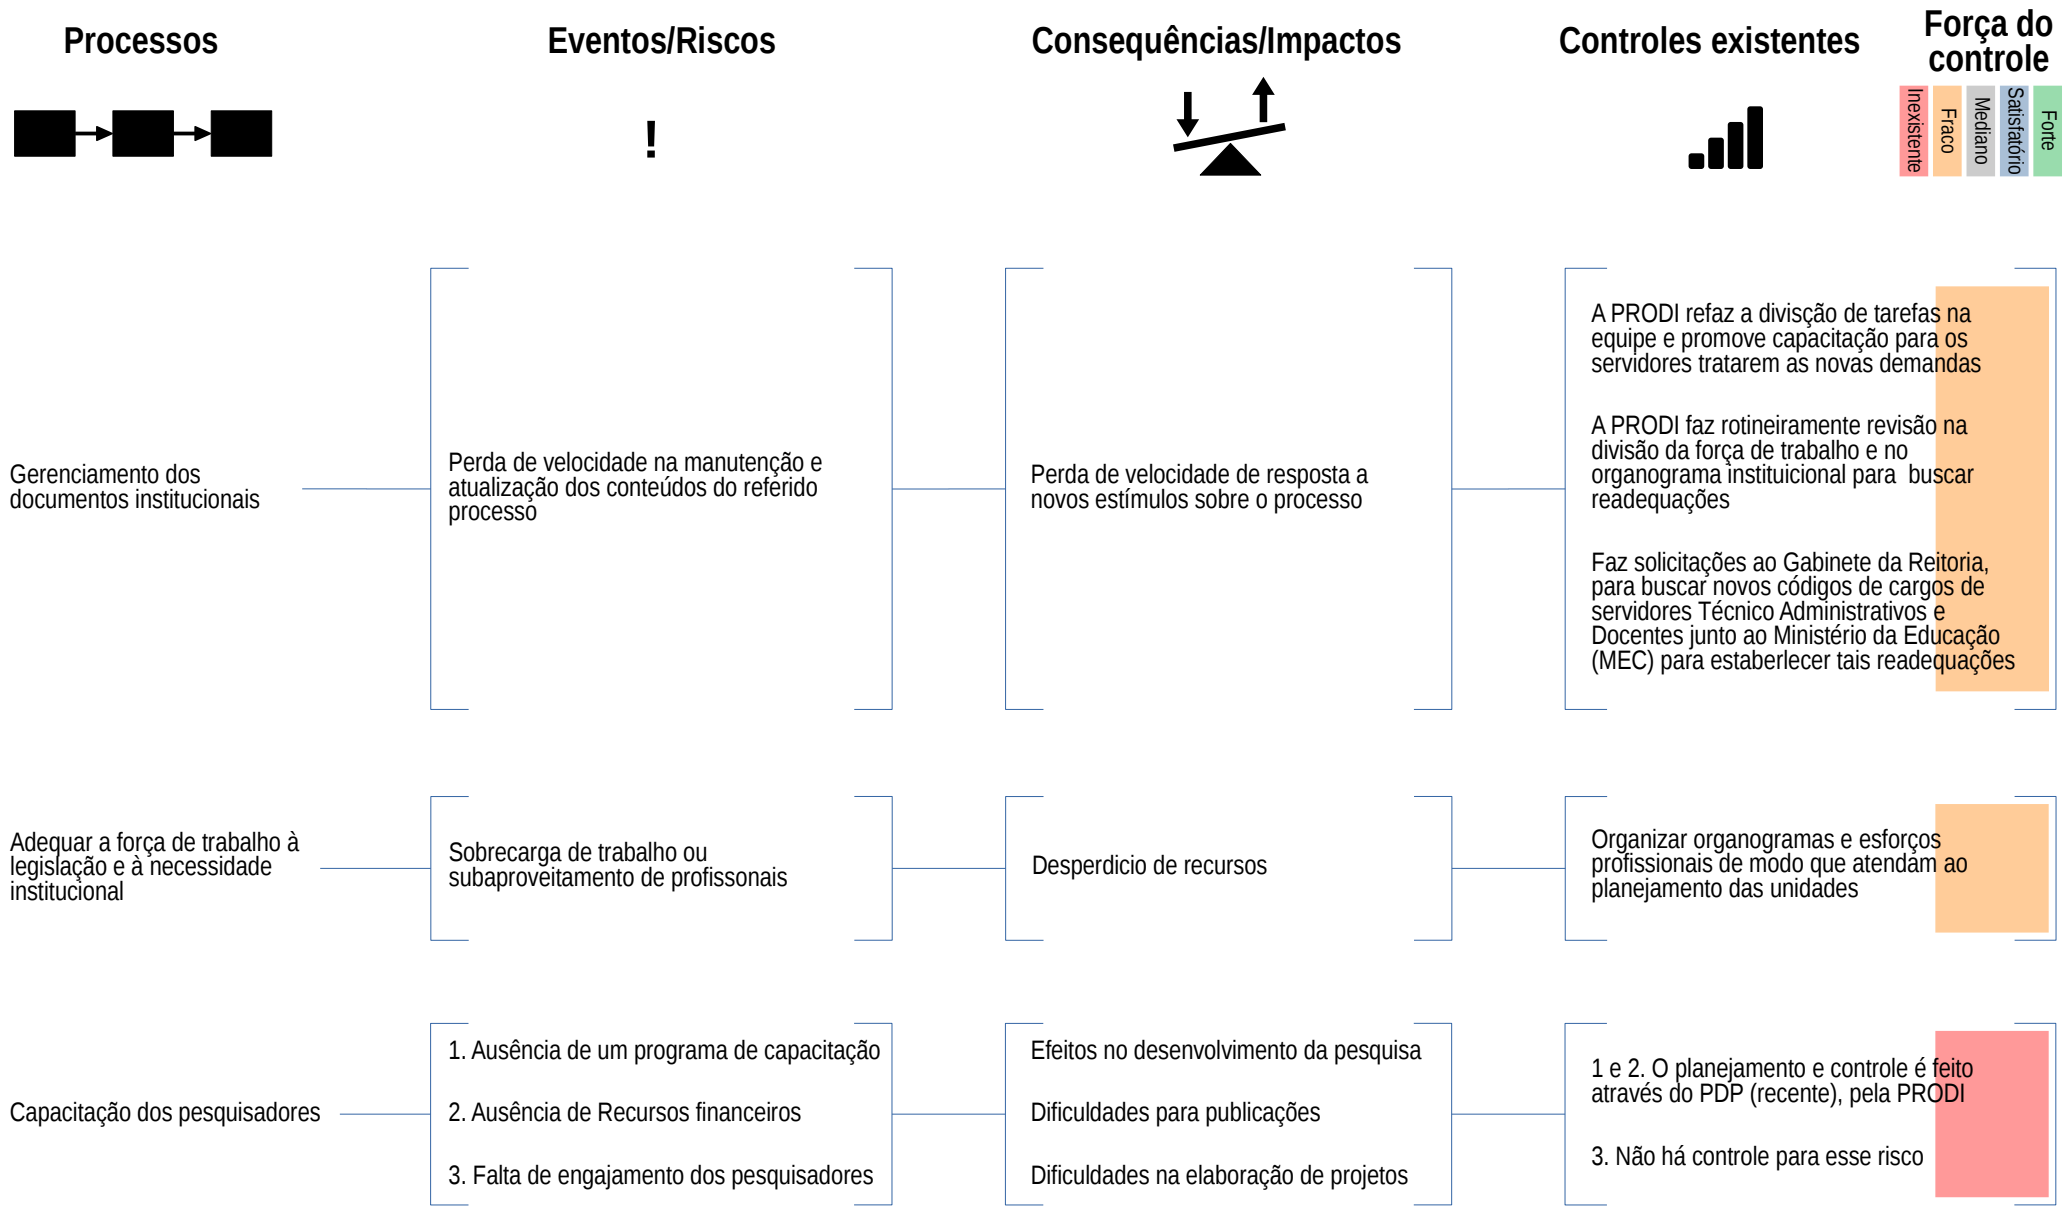 Processos
Eventos/Riscos
Consequências/Impactos
Controles existentes
Força do
controle
!
Inexistente
Fraco
Mediano
Satisfatório
Forte
Gerenciamento dos
documentos institucionais
Perda de velocidade na manutenção e
atualização dos conteúdos do referido
processo
Perda de velocidade de resposta a
novos estímulos sobre o processo
A PRODI refaz a divisção de tarefas na
equipe e promove capacitação para os
servidores tratarem as novas demandas
A PRODI faz rotineiramente revisão na
divisão da força de trabalho e no
organograma instituicional para  buscar
readequações
Faz solicitações ao Gabinete da Reitoria,
para buscar novos códigos de cargos de
servidores Técnico Administrativos e
Docentes junto ao Ministério da Educação
(MEC) para estaberlecer tais readequações
Adequar a força de trabalho à
legislação e à necessidade
institucional
Sobrecarga de trabalho ou
subaproveitamento de profissonais
Desperdicio de recursos
Organizar organogramas e esforços
profissionais de modo que atendam ao
planejamento das unidades
Capacitação dos pesquisadores
1. Ausência de um programa de capacitação
2. Ausência de Recursos financeiros
3. Falta de engajamento dos pesquisadores
Efeitos no desenvolvimento da pesquisa
Dificuldades para publicações
Dificuldades na elaboração de projetos
1 e 2. O planejamento e controle é feito
através do PDP (recente), pela PRODI
3. Não há controle para esse risco